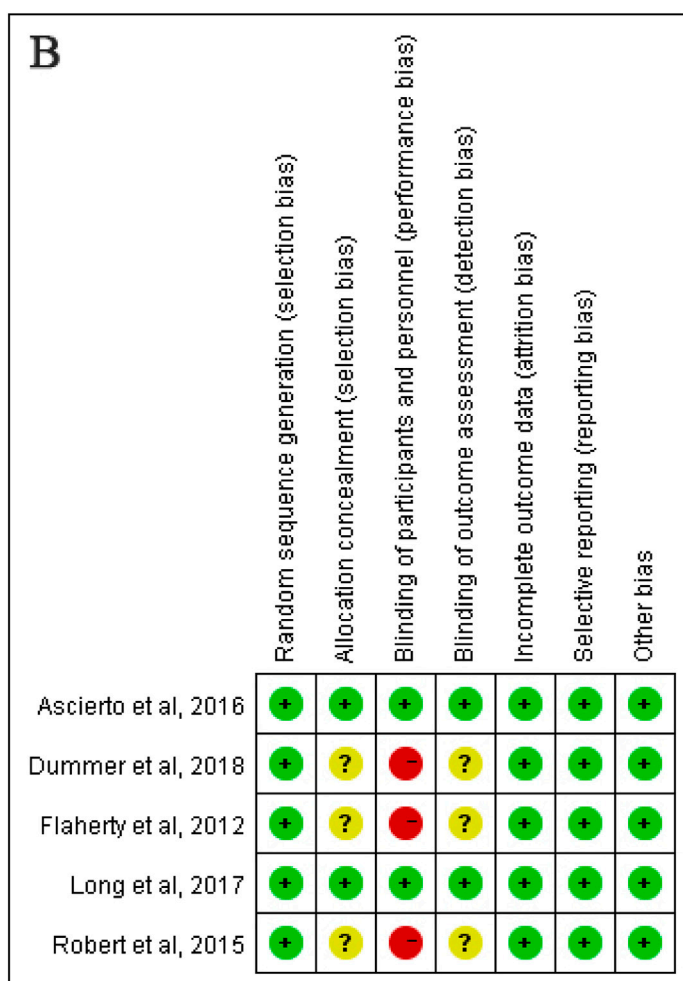 B
Random sequence generation (selection bias)
Allocation concealment (selection bias)
Blinding of participants and personnel (performance bias)
Blinding of outcome assessment (detection bias)
Incomplete outcome data (attrition bias)
Selective reporting (reporting bias)
Other bias
Ascierto et al, 2016 + + + + + + +
Dummer et al, 2018 + ? - ? + + +
Flaherty et al, 2012 + ? - ? + + +
Long et al, 2017 + + + + + + +
Robert et al, 2015 + ? - ? + + +